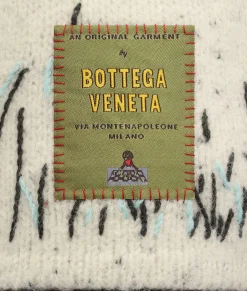 AN ORIGINAL GARMENT
by
BOTTEGA
VENETA
VIA MONTENAPOLEONE
MILANO